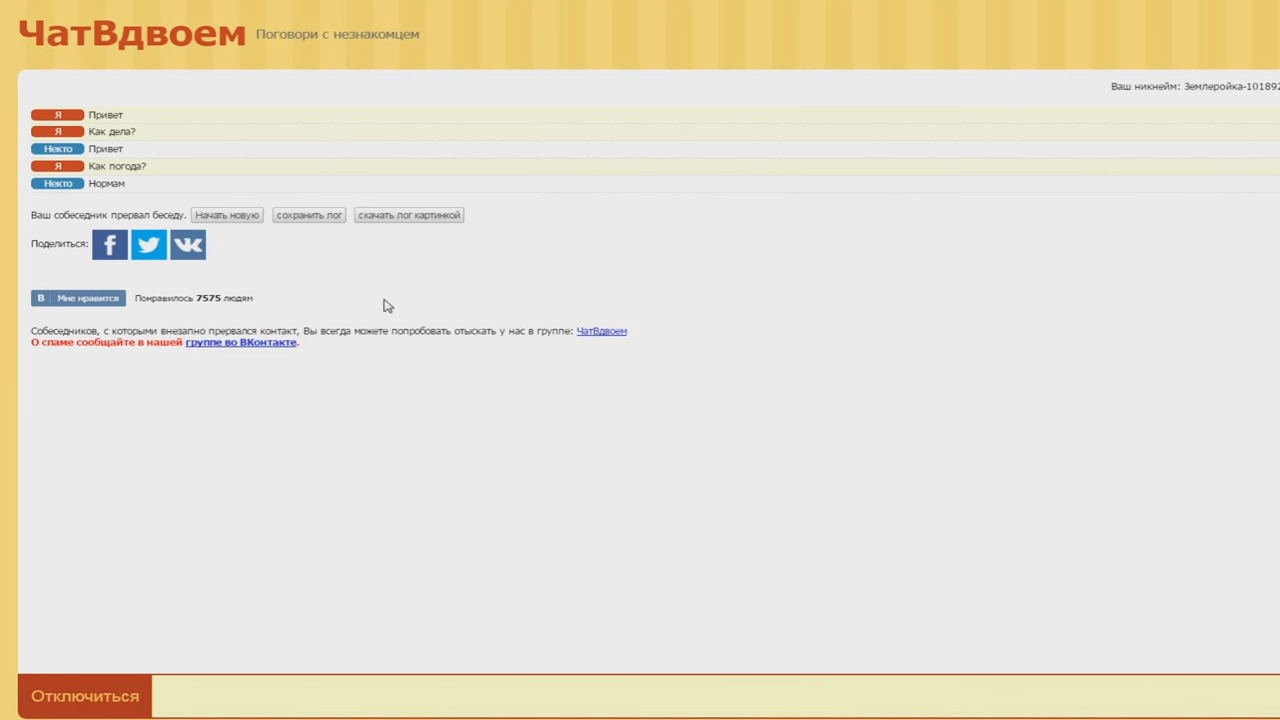 ЧатВдвоем Поговори с незнакомцем
Ваш никнейм: Землеройка-101892
Я Привет
Я Как дела?
Некто Привет
Я Как погода?
Некто Нормам
Ваш собеседник прервал беседу. Начать новую сохранить лог скачать лог картинкой
Поделиться:
В Мне нравится Понравилось 7575 людям
Собеседников, с которыми внезапно прервался контакт, Вы всегда можете попробовать отыскать у нас в группе: ЧатВдвоем
О спаме сообщайте в нашей группе во ВКонтакте.
Отключиться